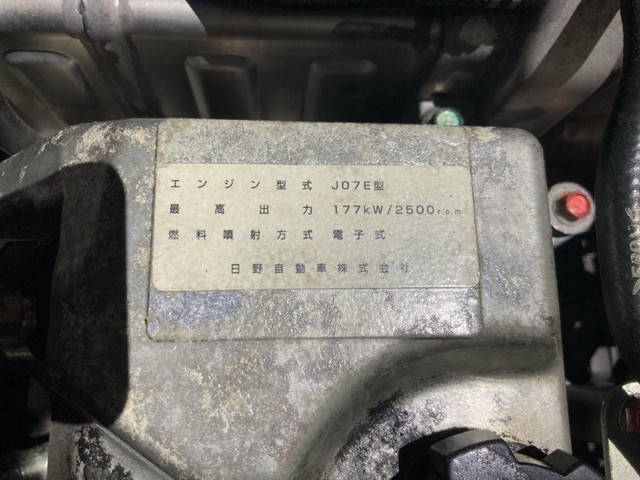 エンジン型式 J07E型
最高出力 177kW/2500r.p.m
燃料噴射方式 電子式
日野自動車株式会社